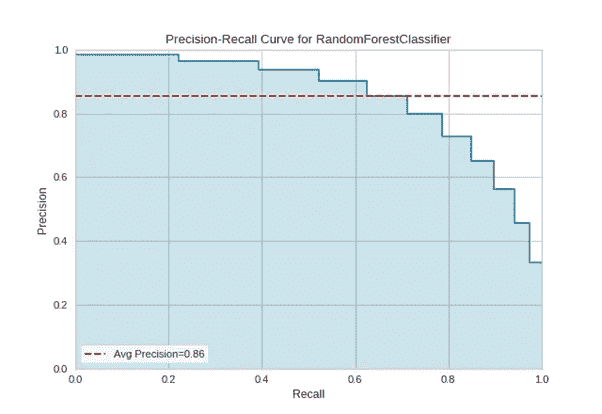 Precision-Recall Curve for RandomForestClassifier
1.0
0.8
0.6
0.4
0.2
0.0
Precision
Avg Precision=0.86
0.0 0.2 0.4 0.6 0.8 1.0
Recall